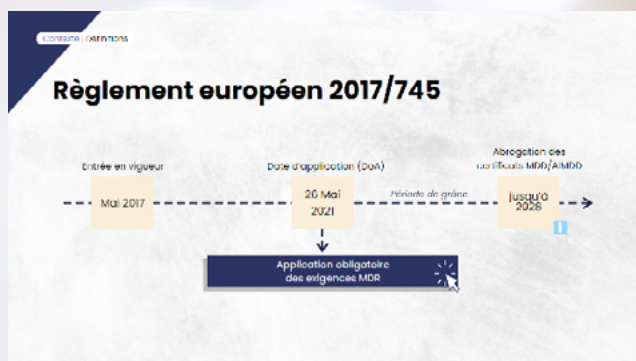 Contexte | Définitions
Règlement européen 2017/745
Abrogation des
certificats MDD/AIMDD
Entrée en vigueur
Date d'application (DoA)
Mai 2017
26 Mai
2021
Période de grâce
jusqu'à
2028
Application obligatoire
des exigences MDR